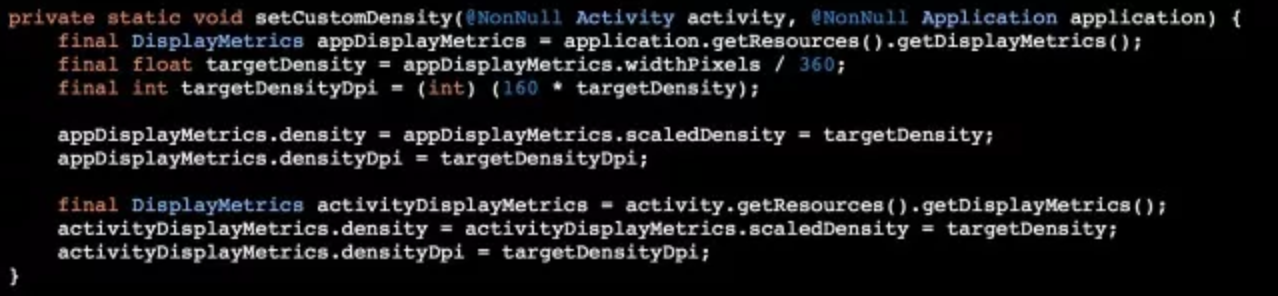 private static void setCustomDensity(@NonNull Activity activity, @NonNull Application application) {
    final DisplayMetrics appDisplayMetrics = application.getResources().getDisplayMetrics();
    final float targetDensity = appDisplayMetrics.widthPixels / 360;
    final int targetDensityDpi = (int) (160 * targetDensity);

    appDisplayMetrics.density = appDisplayMetrics.scaledDensity = targetDensity;
    appDisplayMetrics.densityDpi = targetDensityDpi;

    final DisplayMetrics activityDisplayMetrics = activity.getResources().getDisplayMetrics();
    activityDisplayMetrics.density = activityDisplayMetrics.scaledDensity = targetDensity;
    activityDisplayMetrics.densityDpi = targetDensityDpi;
}